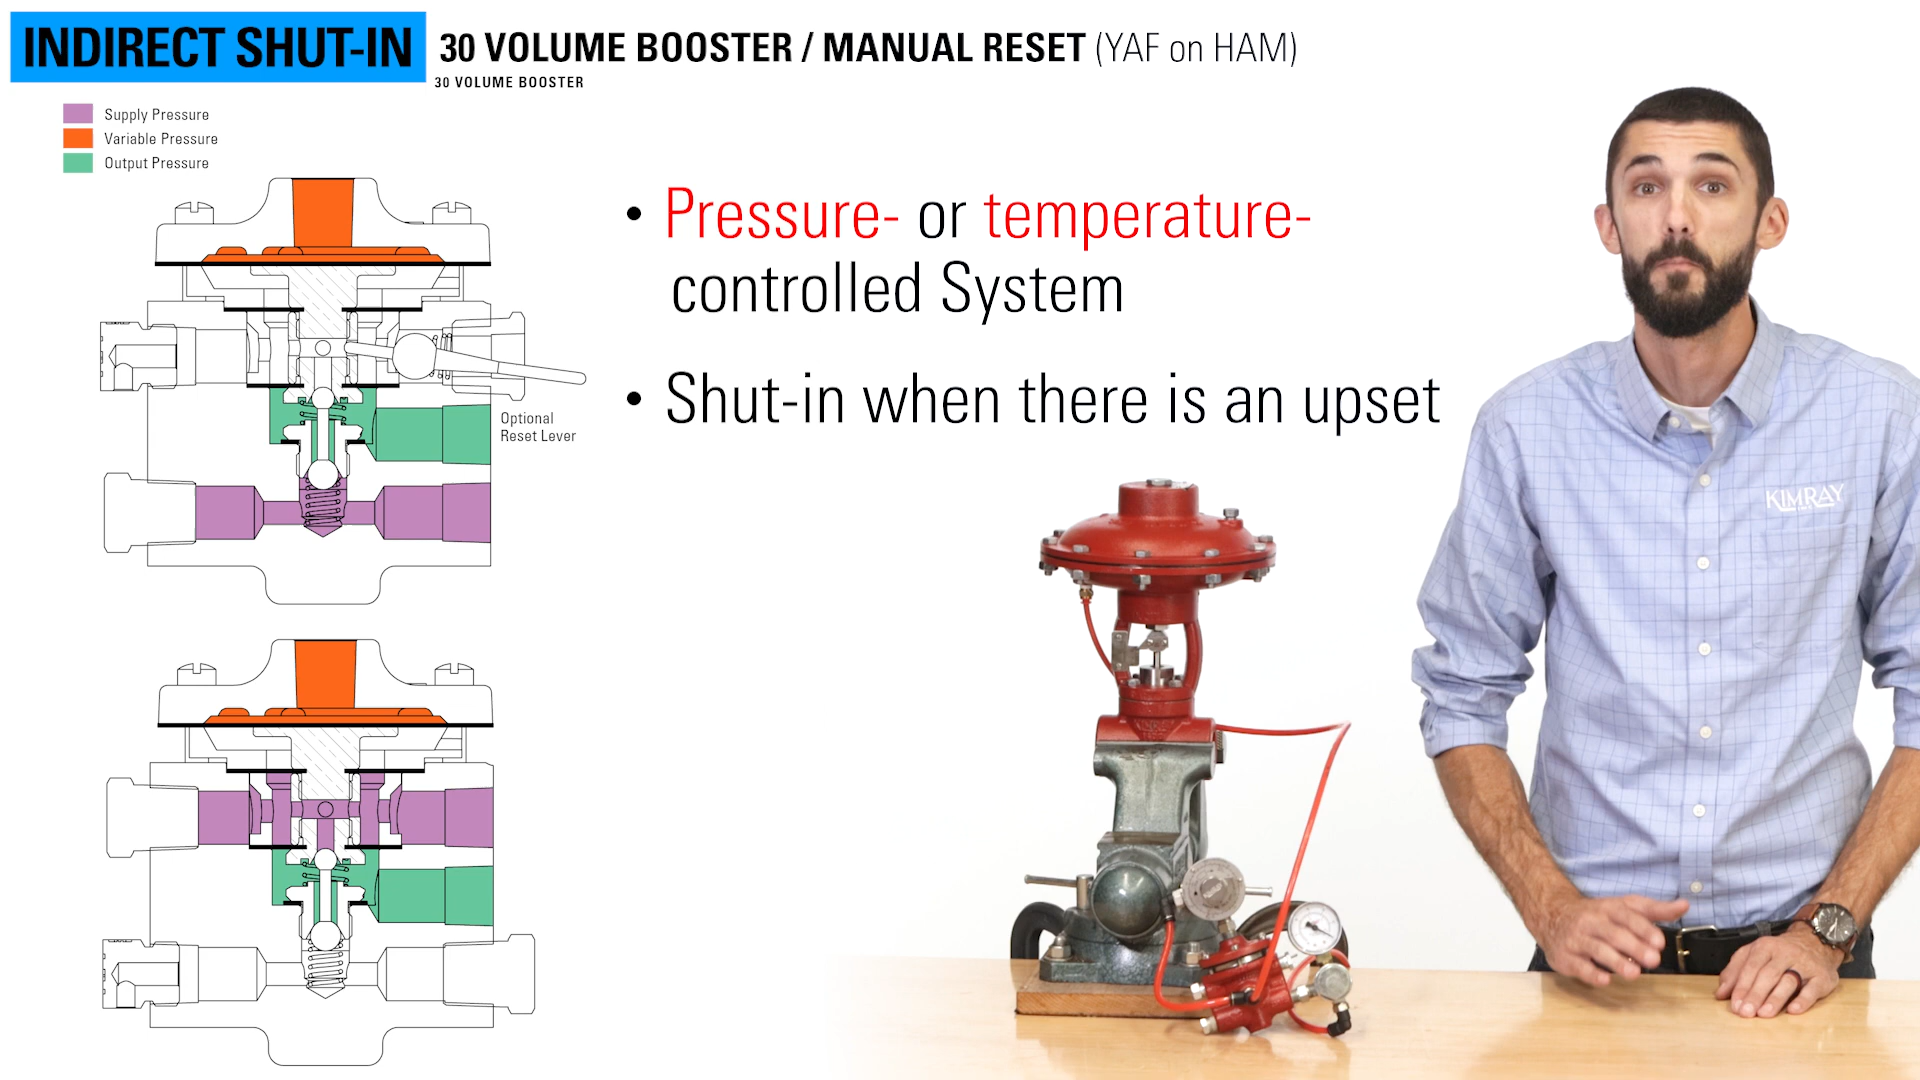 INDIRECT SHUT-IN
30 VOLUME BOOSTER / MANUAL RESET (YAF on HAM)
30 VOLUME BOOSTER
Supply Pressure
Variable Pressure
Output Pressure
• Pressure- or temperature-
controlled System
• Shut-in when there is an upset
Optional
Reset Lever
KIMRAY